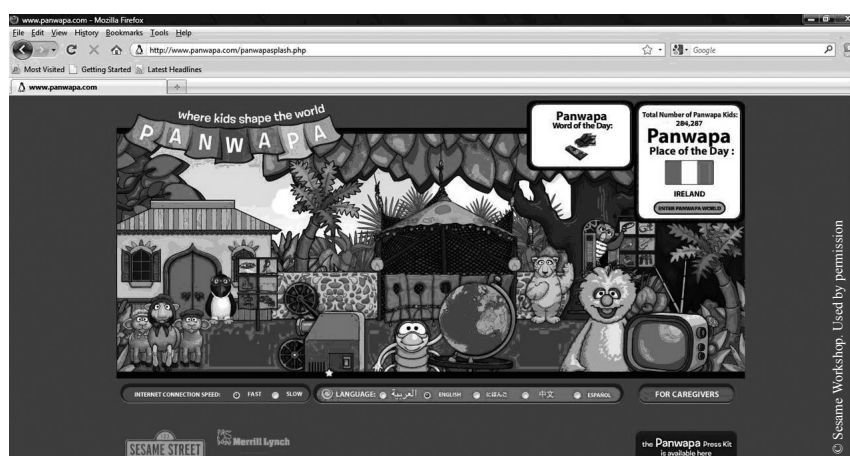 www.panwapa.com - Mozilla Firefox
File Edit View History Bookmarks Tools Help
http://www.panwapa.com/panwapasplash.php
Google
Most Visited Getting Started Latest Headlines
www.panwapa.com
where kids shape the world
PANWAPA
Panwapa
Word of the Day:
Total Number of Panwapa Kids:
284,287
Panwapa
Place of the Day :
IRELAND
ENTER PANWAPA WORLD
INTERNET CONNECTION SPEED: FAST SLOW
LANGUAGE: العربية ENGLISH にほんご 中文 ESPAÑOL
FOR CAREGIVERS
SESAME STREET
Merrill Lynch
the Panwapa Press Kit
is available here
© Sesame Workshop. Used by permission